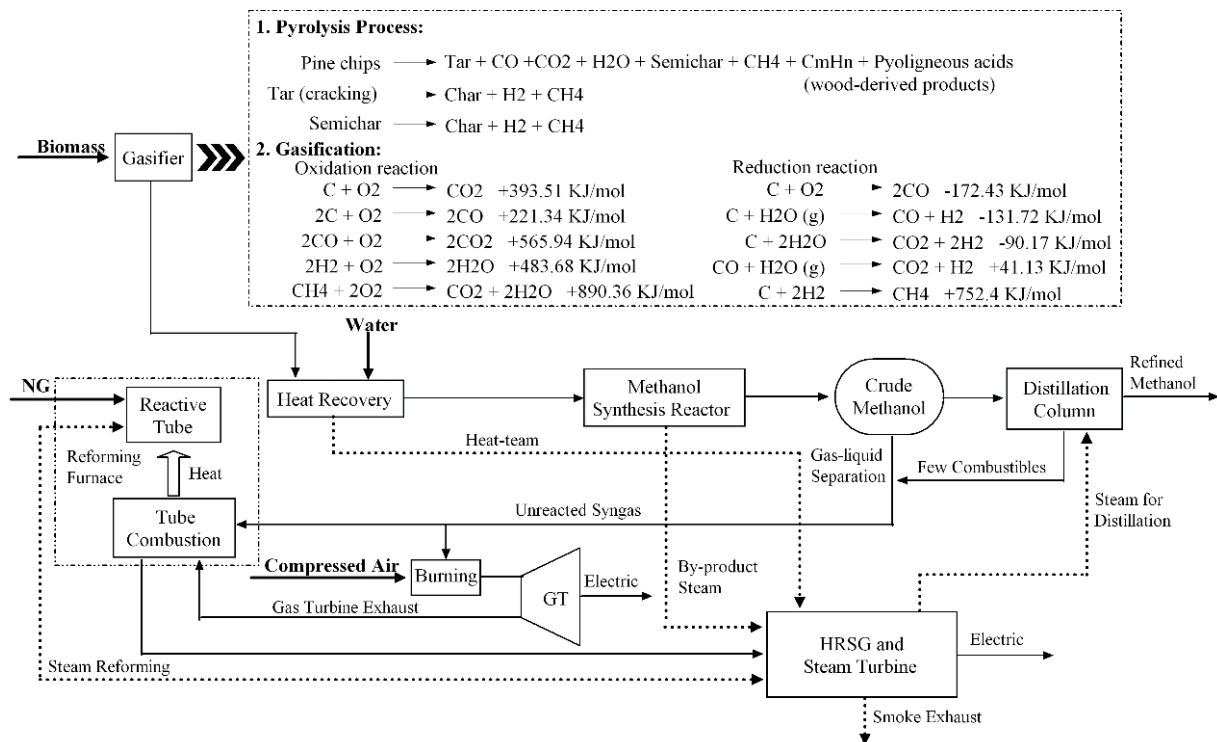 1. Pyrolysis Process:
Pine chips → Tar + CO +CO2 + H2O + Semichar + CH4 + CmHn + Pyoligneous acids
(wood-derived products)
Tar (cracking) → Char + H2 + CH4
Semichar → Char + H2 + CH4
Biomass
Gasifier
2. Gasification:
Oxidation reaction
C + O2 → CO2 +393.51 KJ/mol
2C + O2 → 2CO +221.34 KJ/mol
2CO + O2 → 2CO2 +565.94 KJ/mol
2H2 + O2 → 2H2O +483.68 KJ/mol
CH4 + 2O2 → CO2 + 2H2O +890.36 KJ/mol
Reduction reaction
C + O2 → 2CO -172.43 KJ/mol
C + H2O (g) → CO + H2 -131.72 KJ/mol
C + 2H2O → CO2 + 2H2 -90.17 KJ/mol
CO + H2O (g) → CO2 + H2 +41.13 KJ/mol
C + 2H2 → CH4 +752.4 KJ/mol
Water
NG
Reactive
Tube
Heat Recovery
Methanol
Synthesis Reactor
Crude
Methanol
Distillation
Column
Refined
Methanol
Reforming
Furnace
Heat
Heat-team
Gas-liquid
Separation
Few Combustibles
Steam for
Distillation
Tube
Combustion
Unreacted Syngas
Compressed Air
Burning
GT
Electric
By-product
Steam
Gas Turbine Exhaust
Steam Reforming
HRSG and
Steam Turbine
Electric
Smoke Exhaust